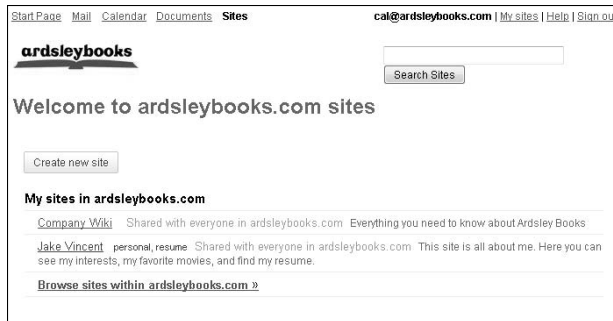 Start Page Mail Calendar Documents Sites cal@ardsleybooks.com | My sites | Help | Sign ou
ardsleybooks
Search Sites
Welcome to ardsleybooks.com sites
Create new site
My sites in ardsleybooks.com
Company Wiki Shared with everyone in ardsleybooks.com Everything you need to know about Ardsley Books
Jake Vincent personal, resume Shared with everyone in ardsleybooks.com This site is all about me. Here you can
see my interests, my favorite movies, and find my resume.
Browse sites within ardsleybooks.com »